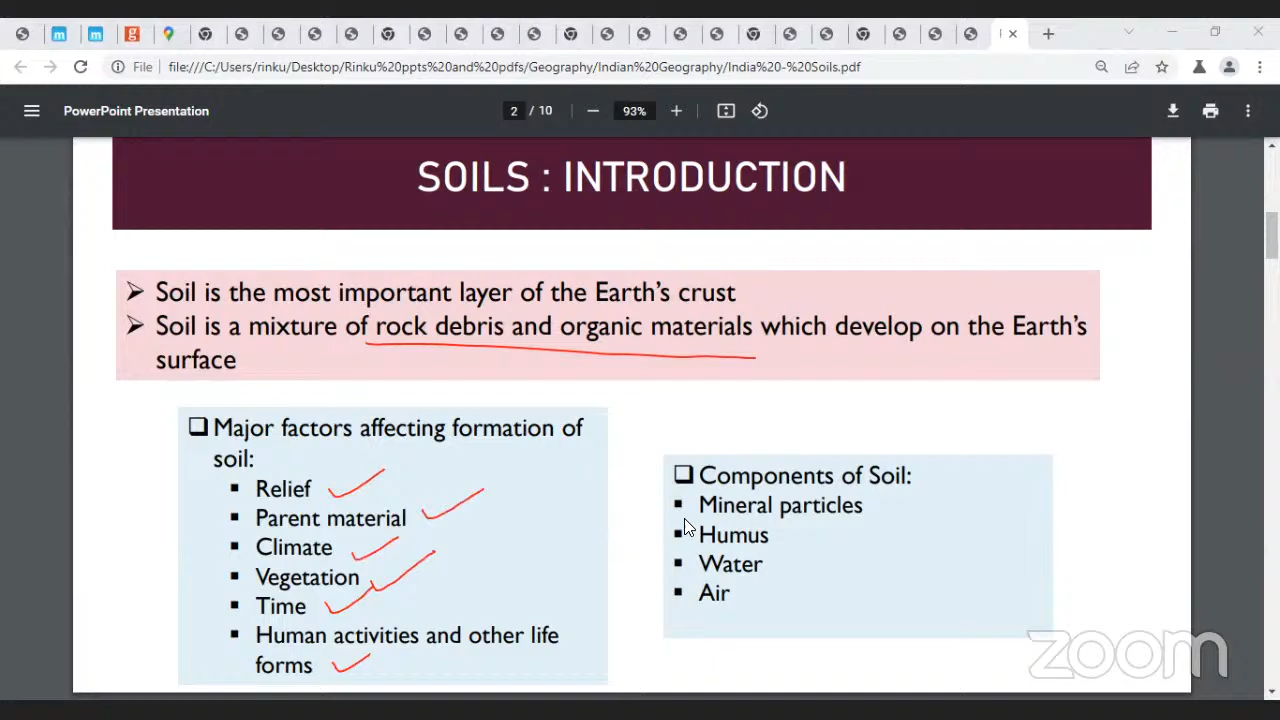 File file:///C:/Users/rinku/Desktop/Rinku%20ppts%20and%20pdfs/Geography/Indian%20Geography/India%20-%20Soils.pdf
PowerPoint Presentation 2 / 10 93%
SOILS : INTRODUCTION
➢ Soil is the most important layer of the Earth's crust
➢ Soil is a mixture of rock debris and organic materials which develop on the Earth's
surface
❑ Major factors affecting formation of
soil:
▪ Relief
▪ Parent material
▪ Climate
▪ Vegetation
▪ Time
▪ Human activities and other life
forms
❑ Components of Soil:
▪ Mineral particles
▪ Humus
▪ Water
▪ Air
zoom